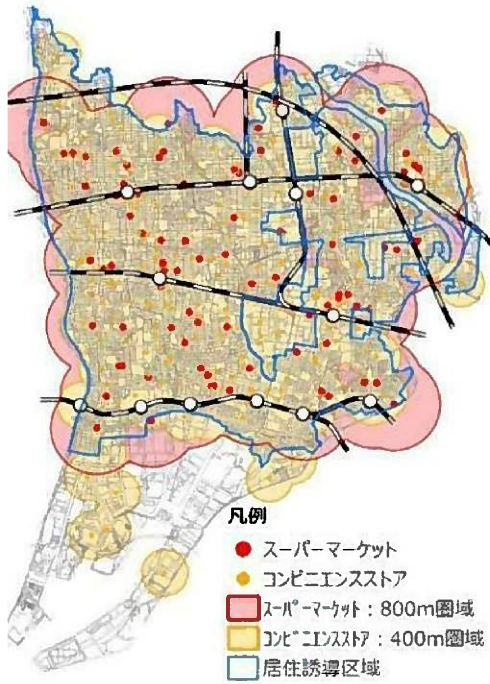 凡例
スーパーマーケット
コンビニエンスストア
スーパーマーケット：800m圏域
コンビニエンスストア：400m圏域
居住誘導区域